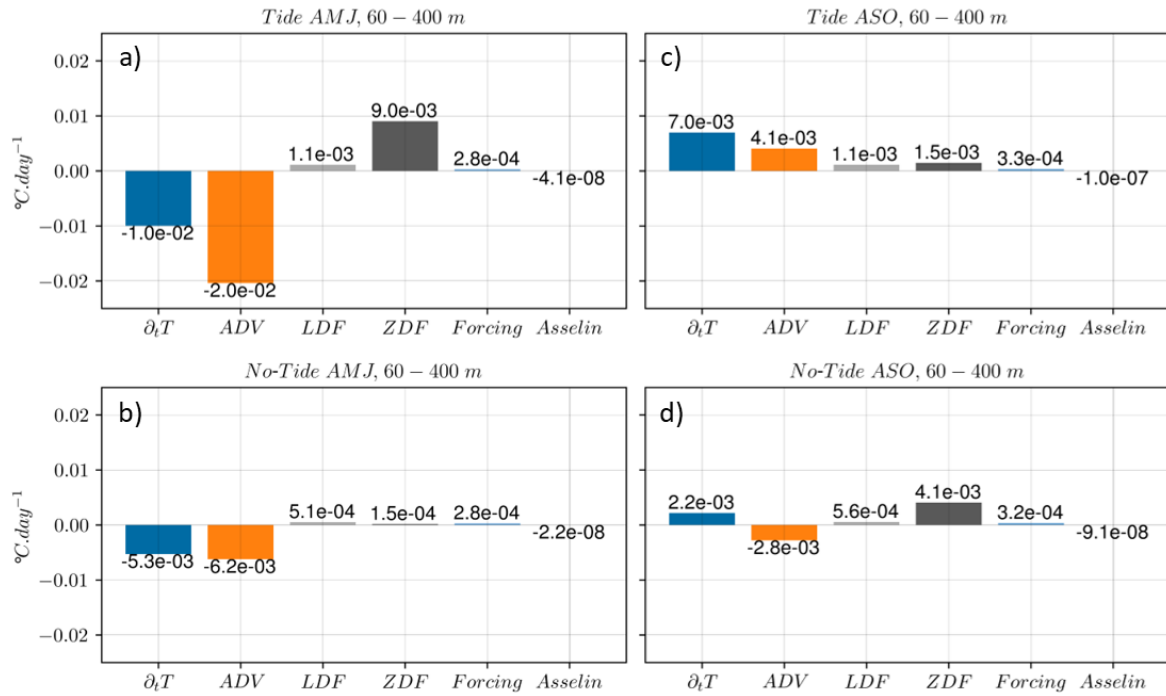 Tide AMJ, 60 − 400 m
a)
0.02
0.01
0.00
−0.01
−0.02
°C.day⁻¹
-1.0e-02
-2.0e-02
1.1e-03
9.0e-03
2.8e-04
-4.1e-08
∂ₜT ADV LDF ZDF Forcing Asselin
Tide ASO, 60 − 400 m
c)
7.0e-03
4.1e-03
1.1e-03
1.5e-03
3.3e-04
-1.0e-07
∂ₜT ADV LDF ZDF Forcing Asselin
No-Tide AMJ, 60 − 400 m
b)
0.02
0.01
0.00
−0.01
−0.02
°C.day⁻¹
-5.3e-03
-6.2e-03
5.1e-04
1.5e-04
2.8e-04
-2.2e-08
∂ₜT ADV LDF ZDF Forcing Asselin
No-Tide ASO, 60 − 400 m
d)
2.2e-03
-2.8e-03
5.6e-04
4.1e-03
3.2e-04
-9.1e-08
∂ₜT ADV LDF ZDF Forcing Asselin